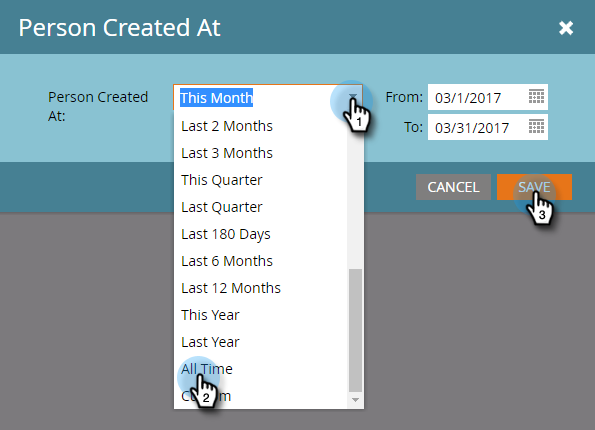 Person Created At
Person Created
At:
This Month
From: 03/1/2017
To: 03/31/2017
1
Last 2 Months
Last 3 Months
This Quarter
Last Quarter
Last 180 Days
Last 6 Months
Last 12 Months
This Year
Last Year
All Time
2
CANCEL
SAVE
3